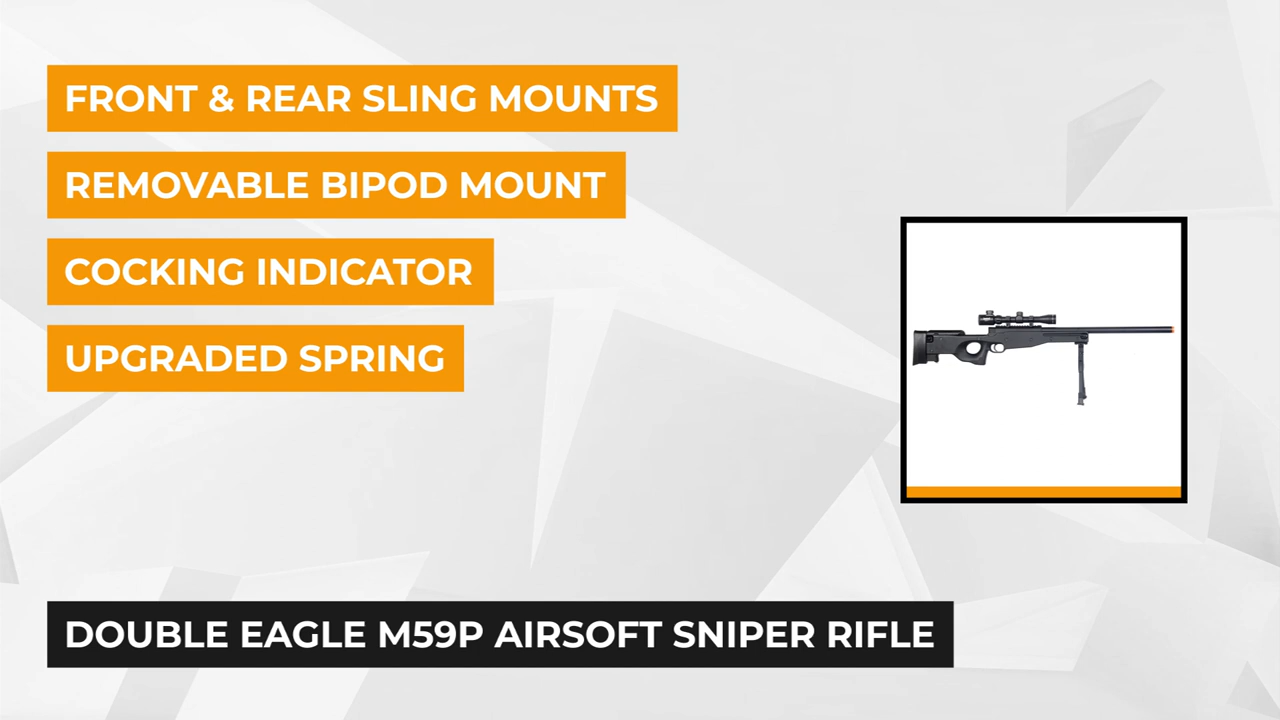 FRONT & REAR SLING MOUNTS
REMOVABLE BIPOD MOUNT
COCKING INDICATOR
UPGRADED SPRING
DOUBLE EAGLE M59P AIRSOFT SNIPER RIFLE